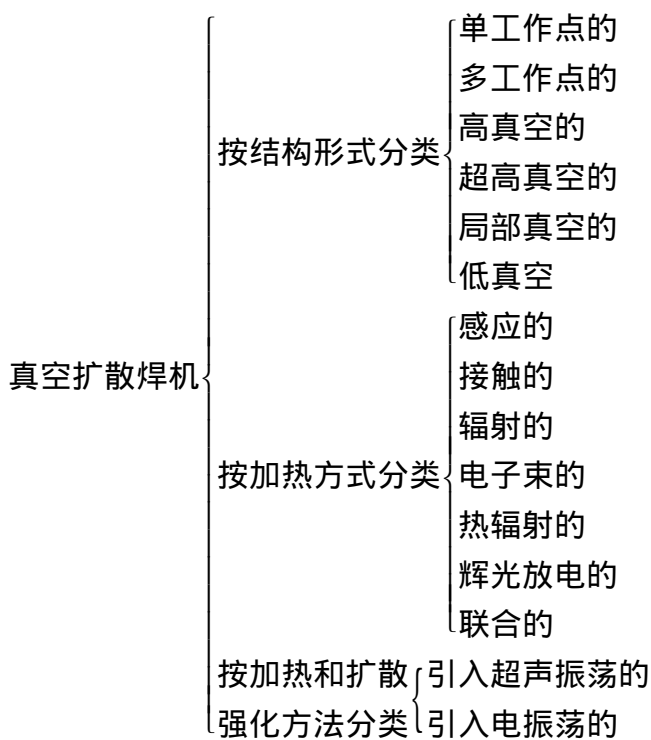 真空扩散焊机
按结构形式分类
单工作点的
多工作点的
高真空的
超高真空的
局部真空的
低真空
按加热方式分类
感应的
接触的
辐射的
电子束的
热辐射的
辉光放电的
联合的
按加热和扩散
强化方法分类
引入超声振荡的
引入电振荡的